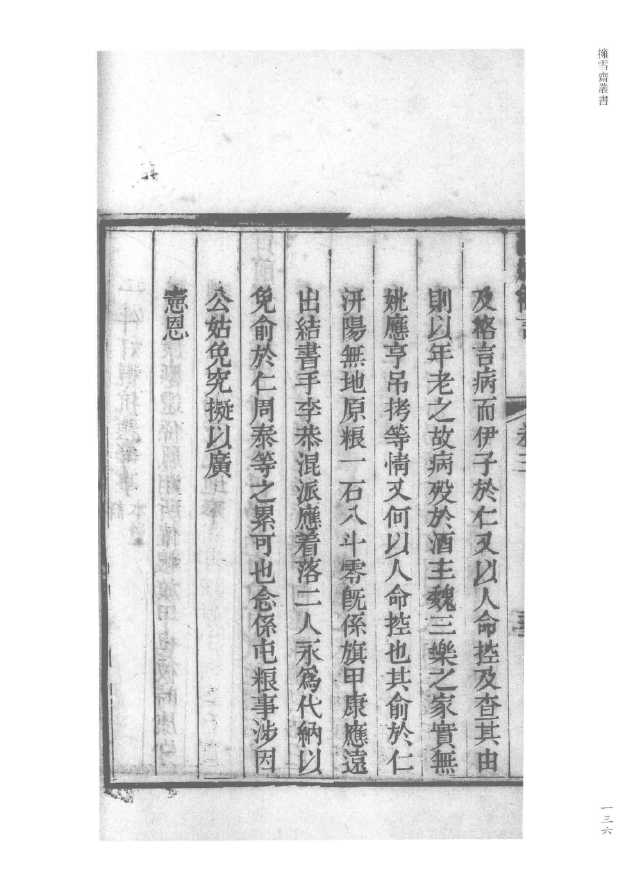 擁雪齋叢書
及格言病而伊子於仁又以人命控及查其由
則以年老之故病殁於酒主魏三樂之家實無
姚應亨吊拷等情又何以人命控也其俞於仁
汧陽無地原粮一石八斗零旣係旗甲康應遠
出結書手李恭混派應着落二人永爲代納以
免俞於仁周泰等之累可也念係屯粮事涉因
公姑免究擬以廣
憲恩
一三六